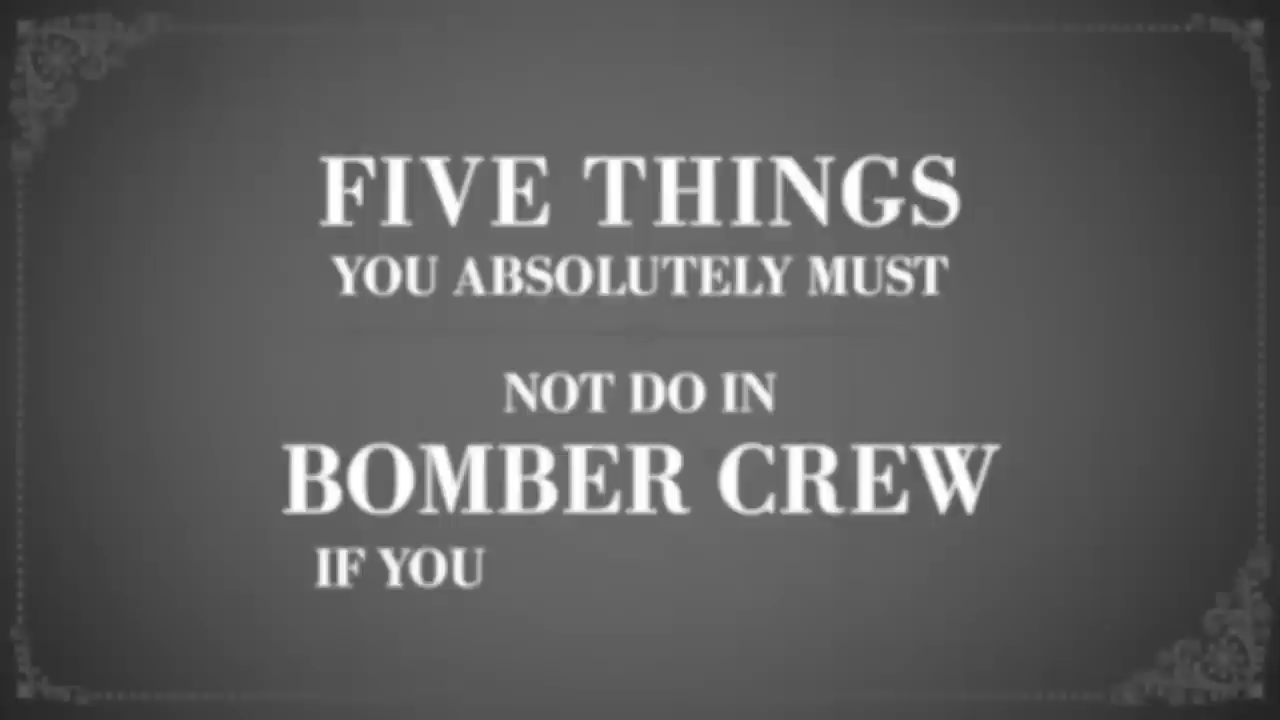 FIVE THINGS
YOU ABSOLUTELY MUST
NOT DO IN
BOMBER CREW
IF YOU